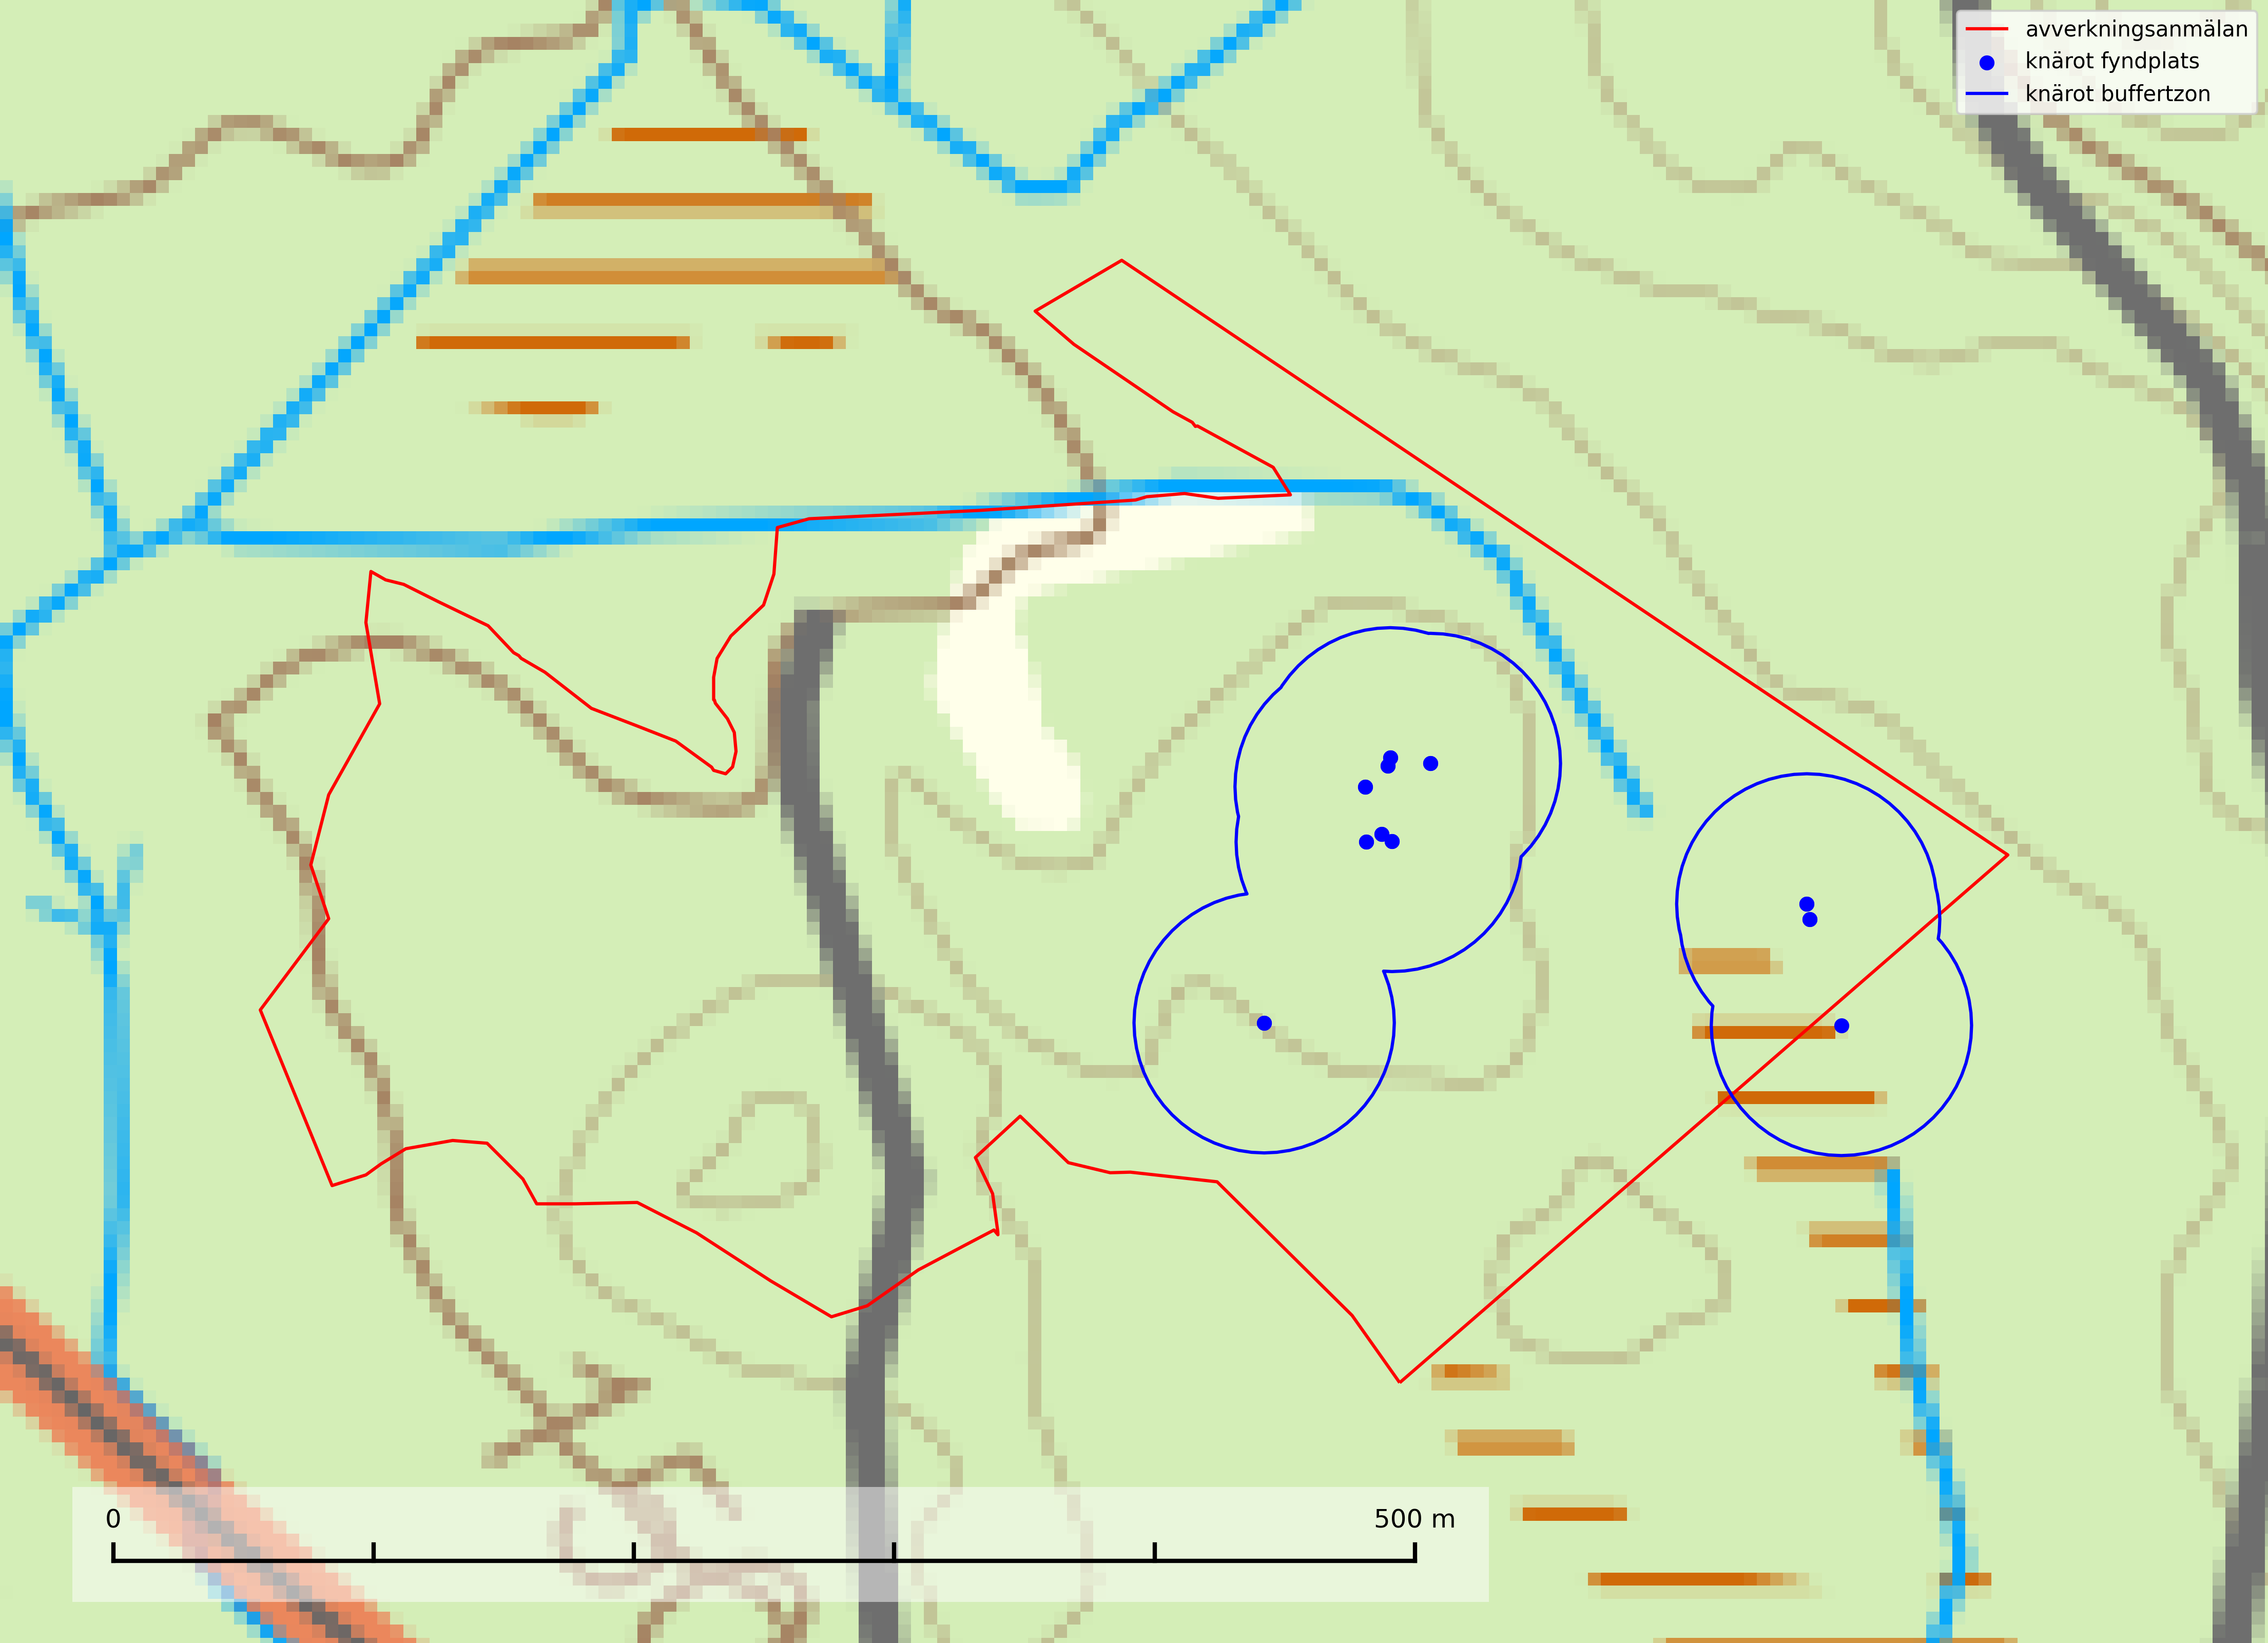 avverkningsanmälan
knärot fyndplats
knärot buffertzon
0 500 m